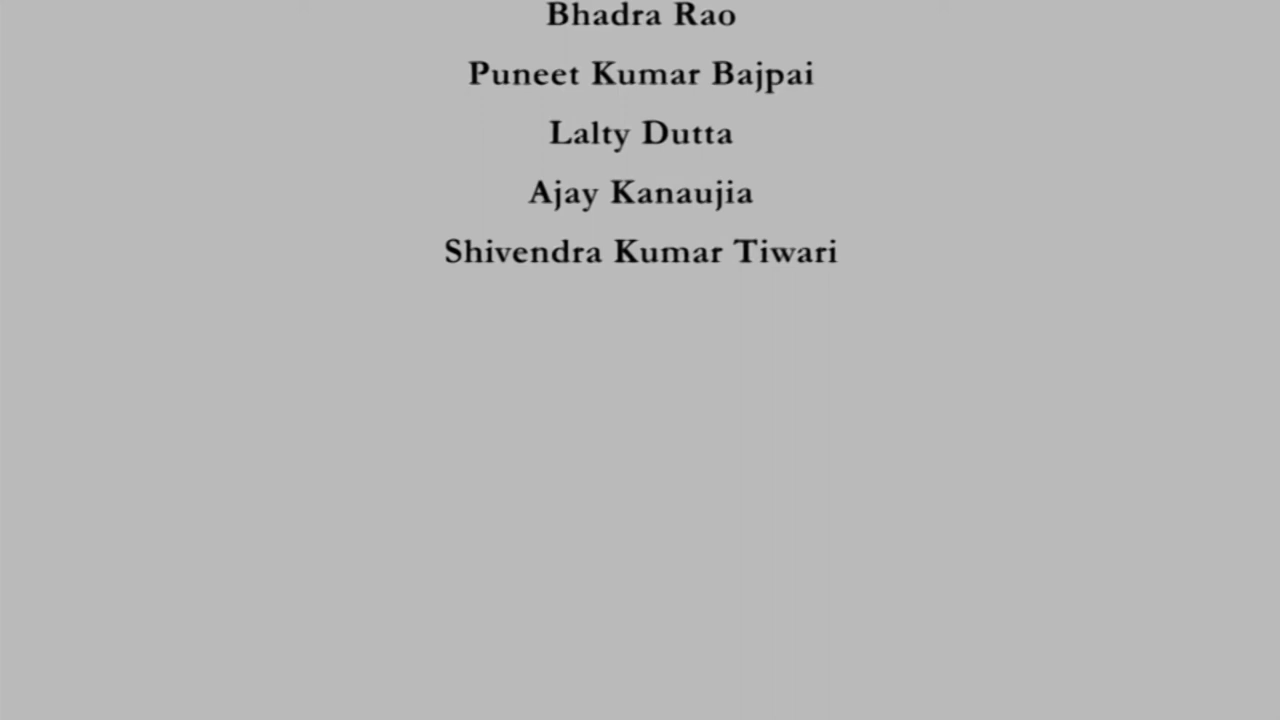 Bhadra Rao
Puneet Kumar Bajpai
Lalty Dutta
Ajay Kanaujia
Shivendra Kumar Tiwari